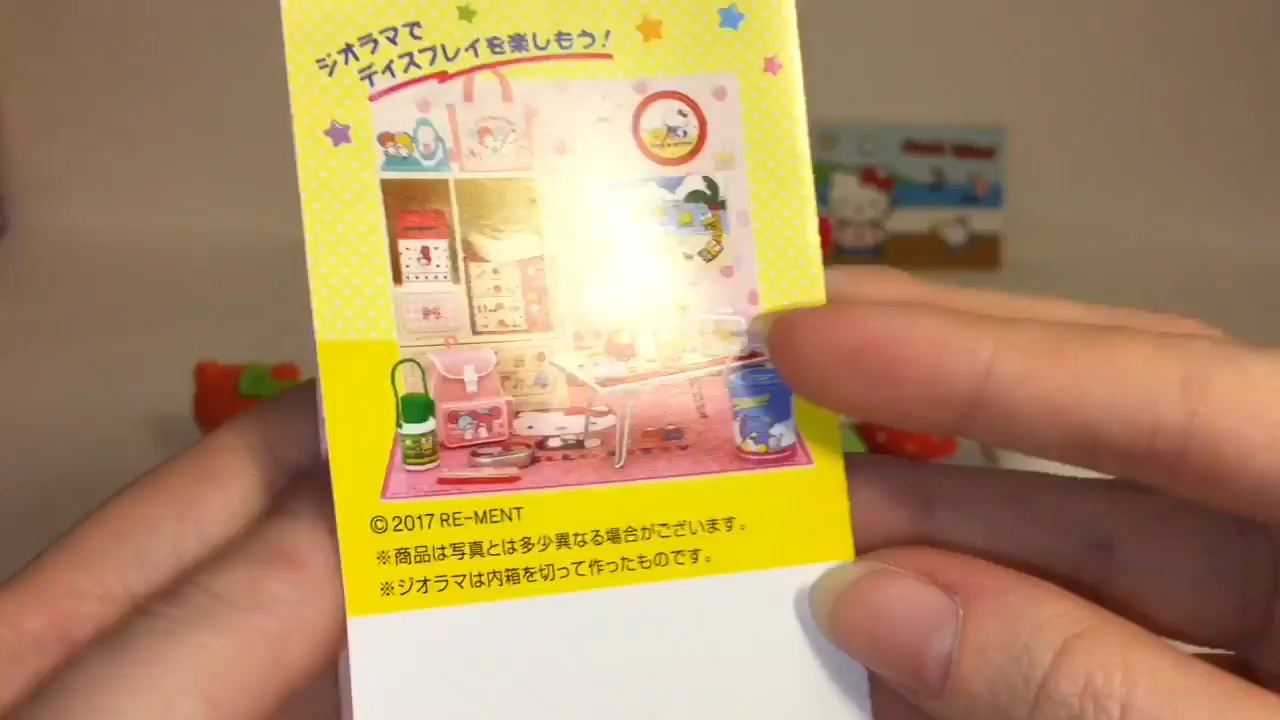 ジオラマで
ディスプレイを楽しもう!
©2017 RE-MENT
※商品は写真とは多少異なる場合がございます。
※ジオラマは内箱を切って作ったものです。